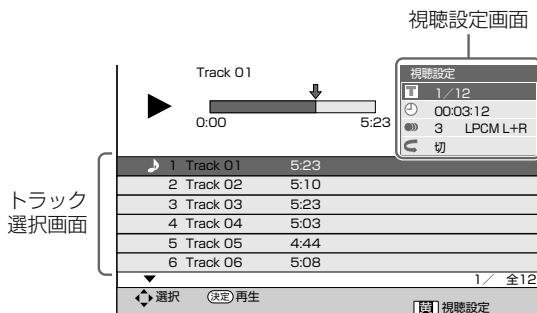 視聴設定画面
Track 01
0:00 5:23
視聴設定
T 1／12
00:03:12
3 LPCM L+R
切
トラック
選択画面
1 Track 01 5:23
2 Track 02 5:10
3 Track 03 5:23
4 Track 04 5:03
5 Track 05 4:44
6 Track 06 5:08
1／ 全12
選択 決定 再生
視聴設定